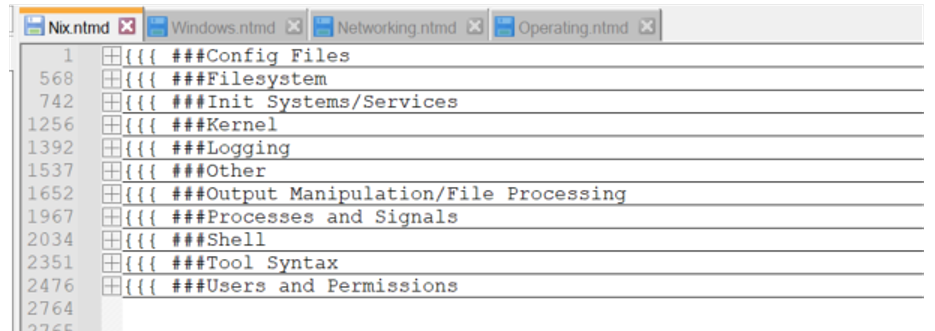 Nix.ntmd Windows.ntmd Networking.ntmd Operating.ntmd
1 {{{ ###Config Files
568 {{{ ###Filesystem
742 {{{ ###Init Systems/Services
1256 {{{ ###Kernel
1392 {{{ ###Logging
1537 {{{ ###Other
1652 {{{ ###Output Manipulation/File Processing
1967 {{{ ###Processes and Signals
2034 {{{ ###Shell
2351 {{{ ###Tool Syntax
2476 {{{ ###Users and Permissions
2764
2765